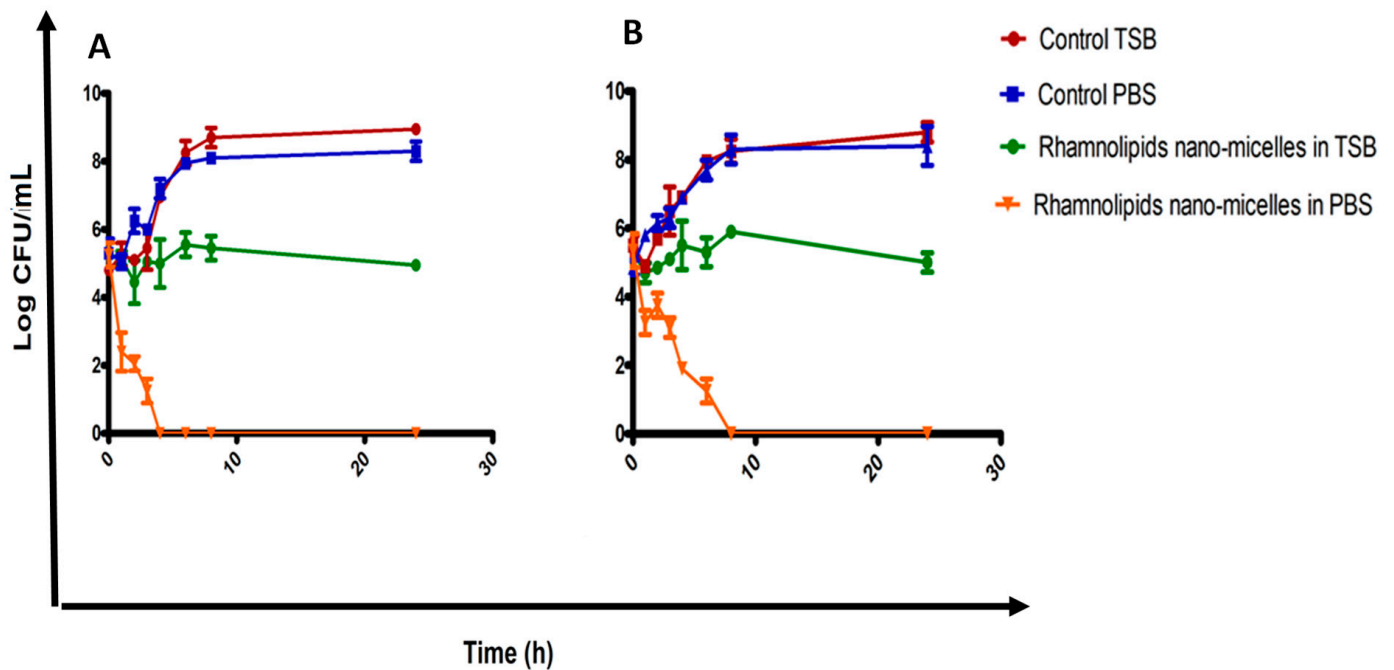 A
B
Control TSB
Control PBS
Rhamnolipids nano-micelles in TSB
Rhamnolipids nano-micelles in PBS
Log CFU/mL
10
8
6
4
2
0
0
10
20
30
10
8
6
4
2
0
0
10
20
30
Time (h)